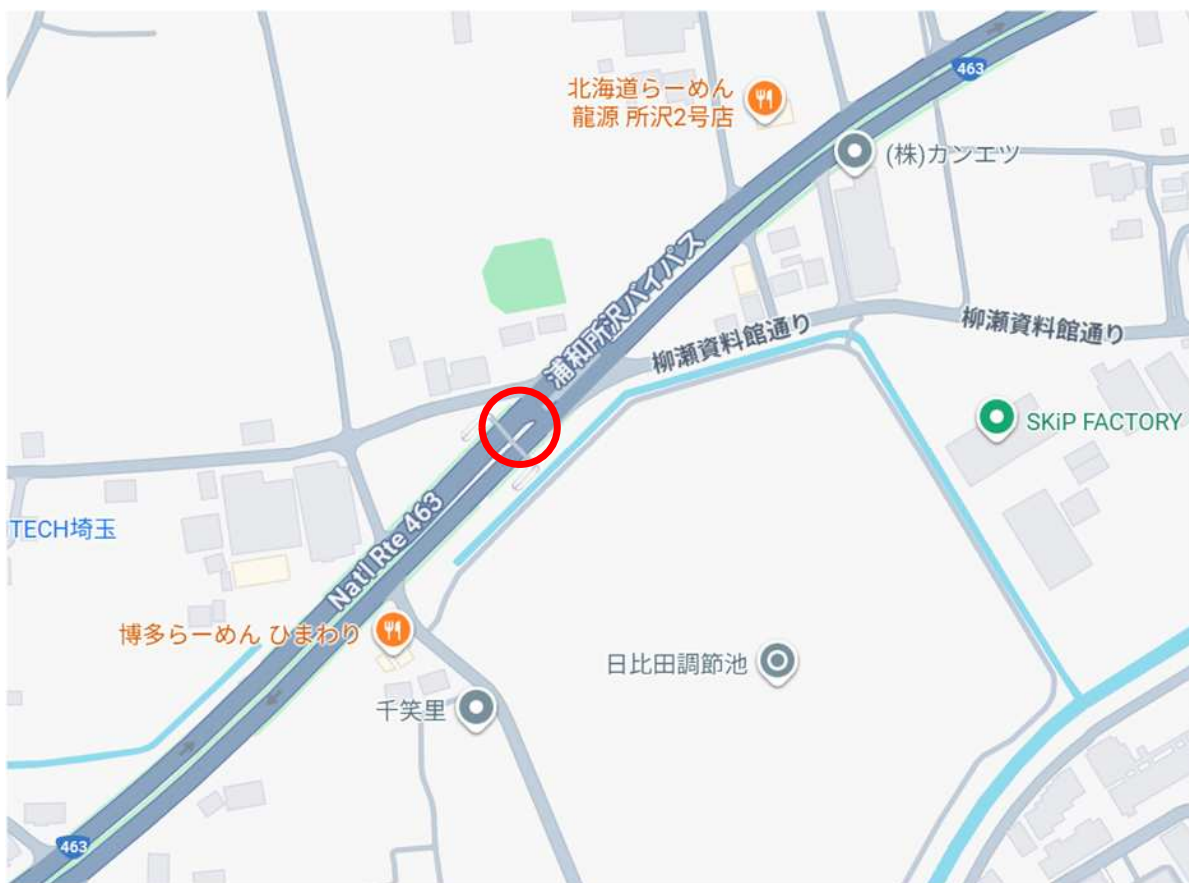 463
北海道らーめん
龍源 所沢2号店
(株)カンエツ
浦和所沢バイパス
柳瀬資料館通り
柳瀬資料館通り
SKiP FACTORY
TECH埼玉
Nat'l Rte 463
博多らーめん ひまわり
日比田調節池
千笑里
463